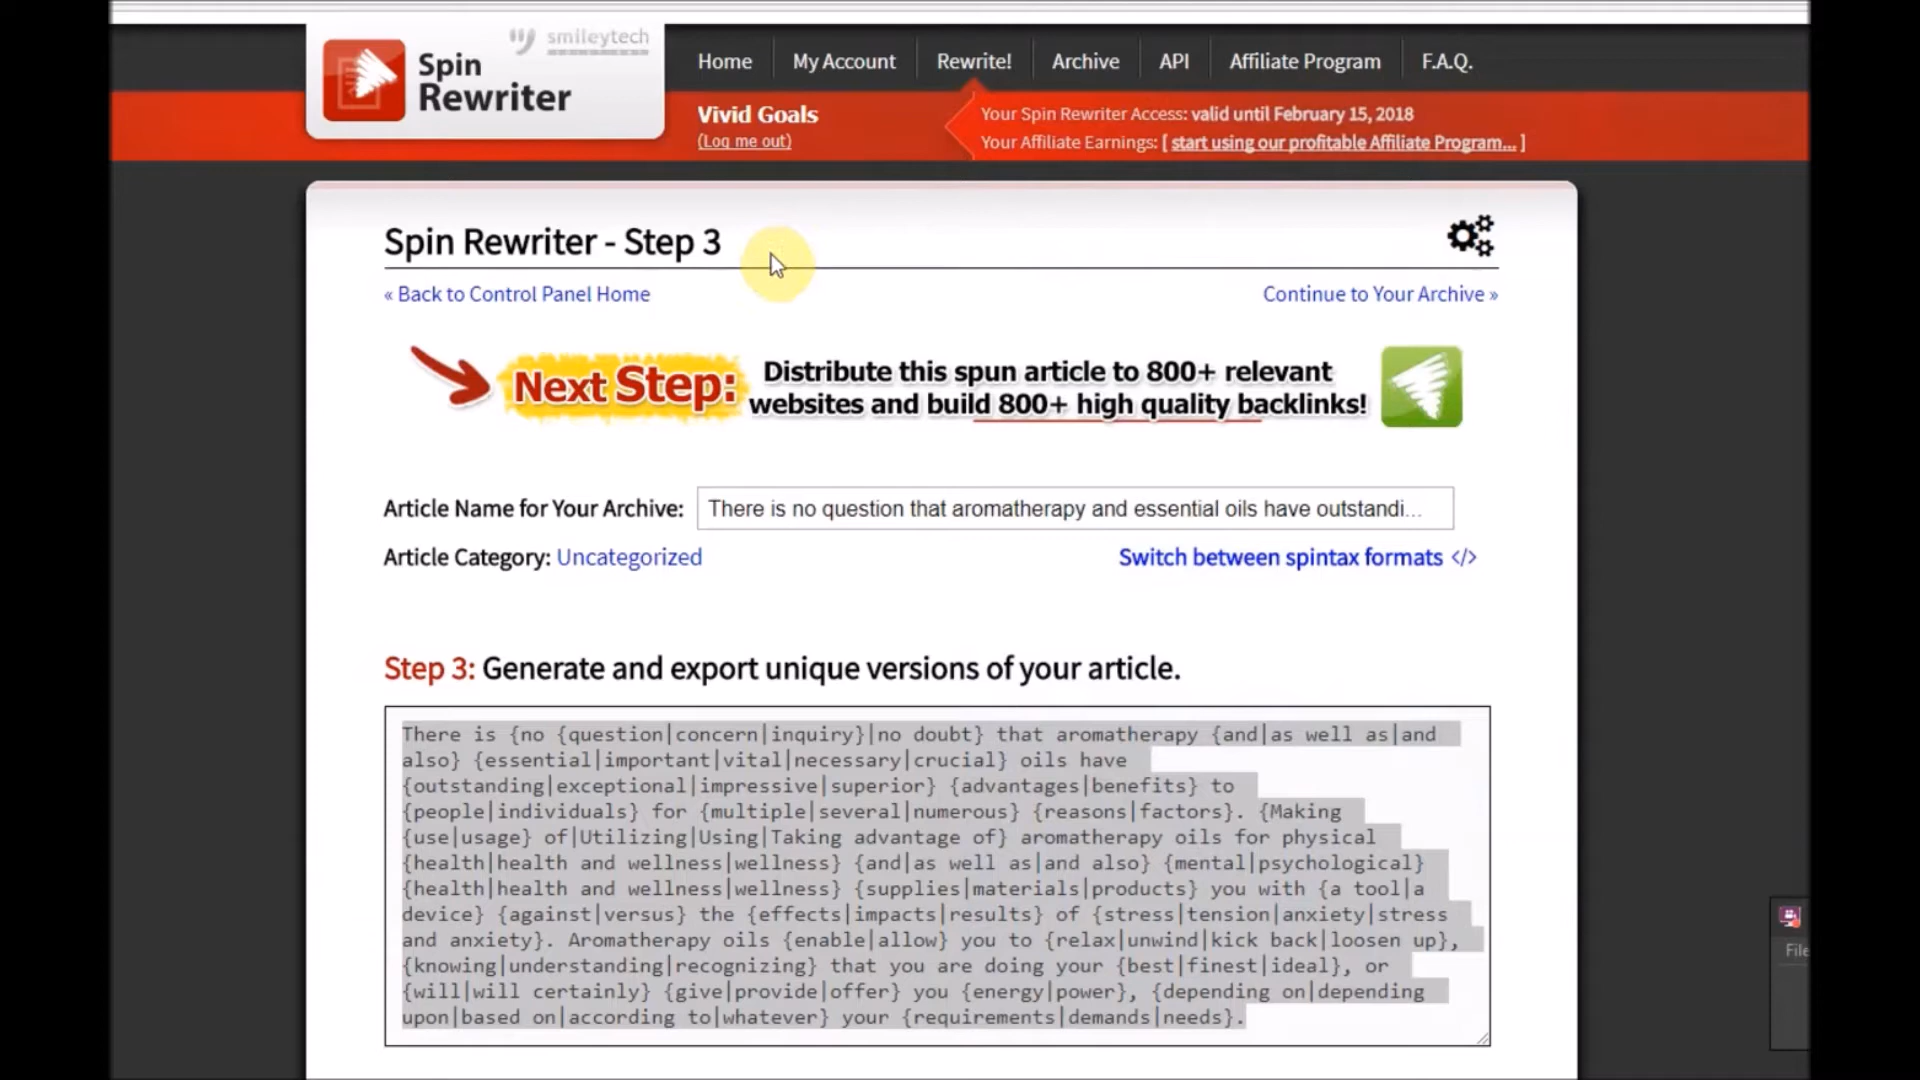 smileytech
Spin
Rewriter
Home
My Account
Rewrite!
Archive
API
Affiliate Program
F.A.Q.
Vivid Goals
(Log me out)
Your Spin Rewriter Access: valid until February 15, 2018
Your Affiliate Earnings: [ start using our profitable Affiliate Program... ]
Spin Rewriter - Step 3
« Back to Control Panel Home
Continue to Your Archive »
Next Step:
Distribute this spun article to 800+ relevant
websites and build 800+ high quality backlinks!
Article Name for Your Archive:
There is no question that aromatherapy and essential oils have outstandi...
Article Category: Uncategorized
Switch between spintax formats </>
Step 3: Generate and export unique versions of your article.
There is {no {question|concern|inquiry}|no doubt} that aromatherapy {and|as well as|and
also} {essential|important|vital|necessary|crucial} oils have
{outstanding|exceptional|impressive|superior} {advantages|benefits} to
{people|individuals} for {multiple|several|numerous} {reasons|factors}. {Making
{use|usage} of|Utilizing|Using|Taking advantage of} aromatherapy oils for physical
{health|health and wellness|wellness} {and|as well as|and also} {mental|psychological}
{health|health and wellness|wellness} {supplies|materials|products} you with {a tool|a
device} {against|versus} the {effects|impacts|results} of {stress|tension|anxiety|stress
and anxiety}. Aromatherapy oils {enable|allow} you to {relax|unwind|kick back|loosen up},
{knowing|understanding|recognizing} that you are doing your {best|finest|ideal}, or
{will|will certainly} {give|provide|offer} you {energy|power}, {depending on|depending
upon|based on|according to|whatever} your {requirements|demands|needs}.
File